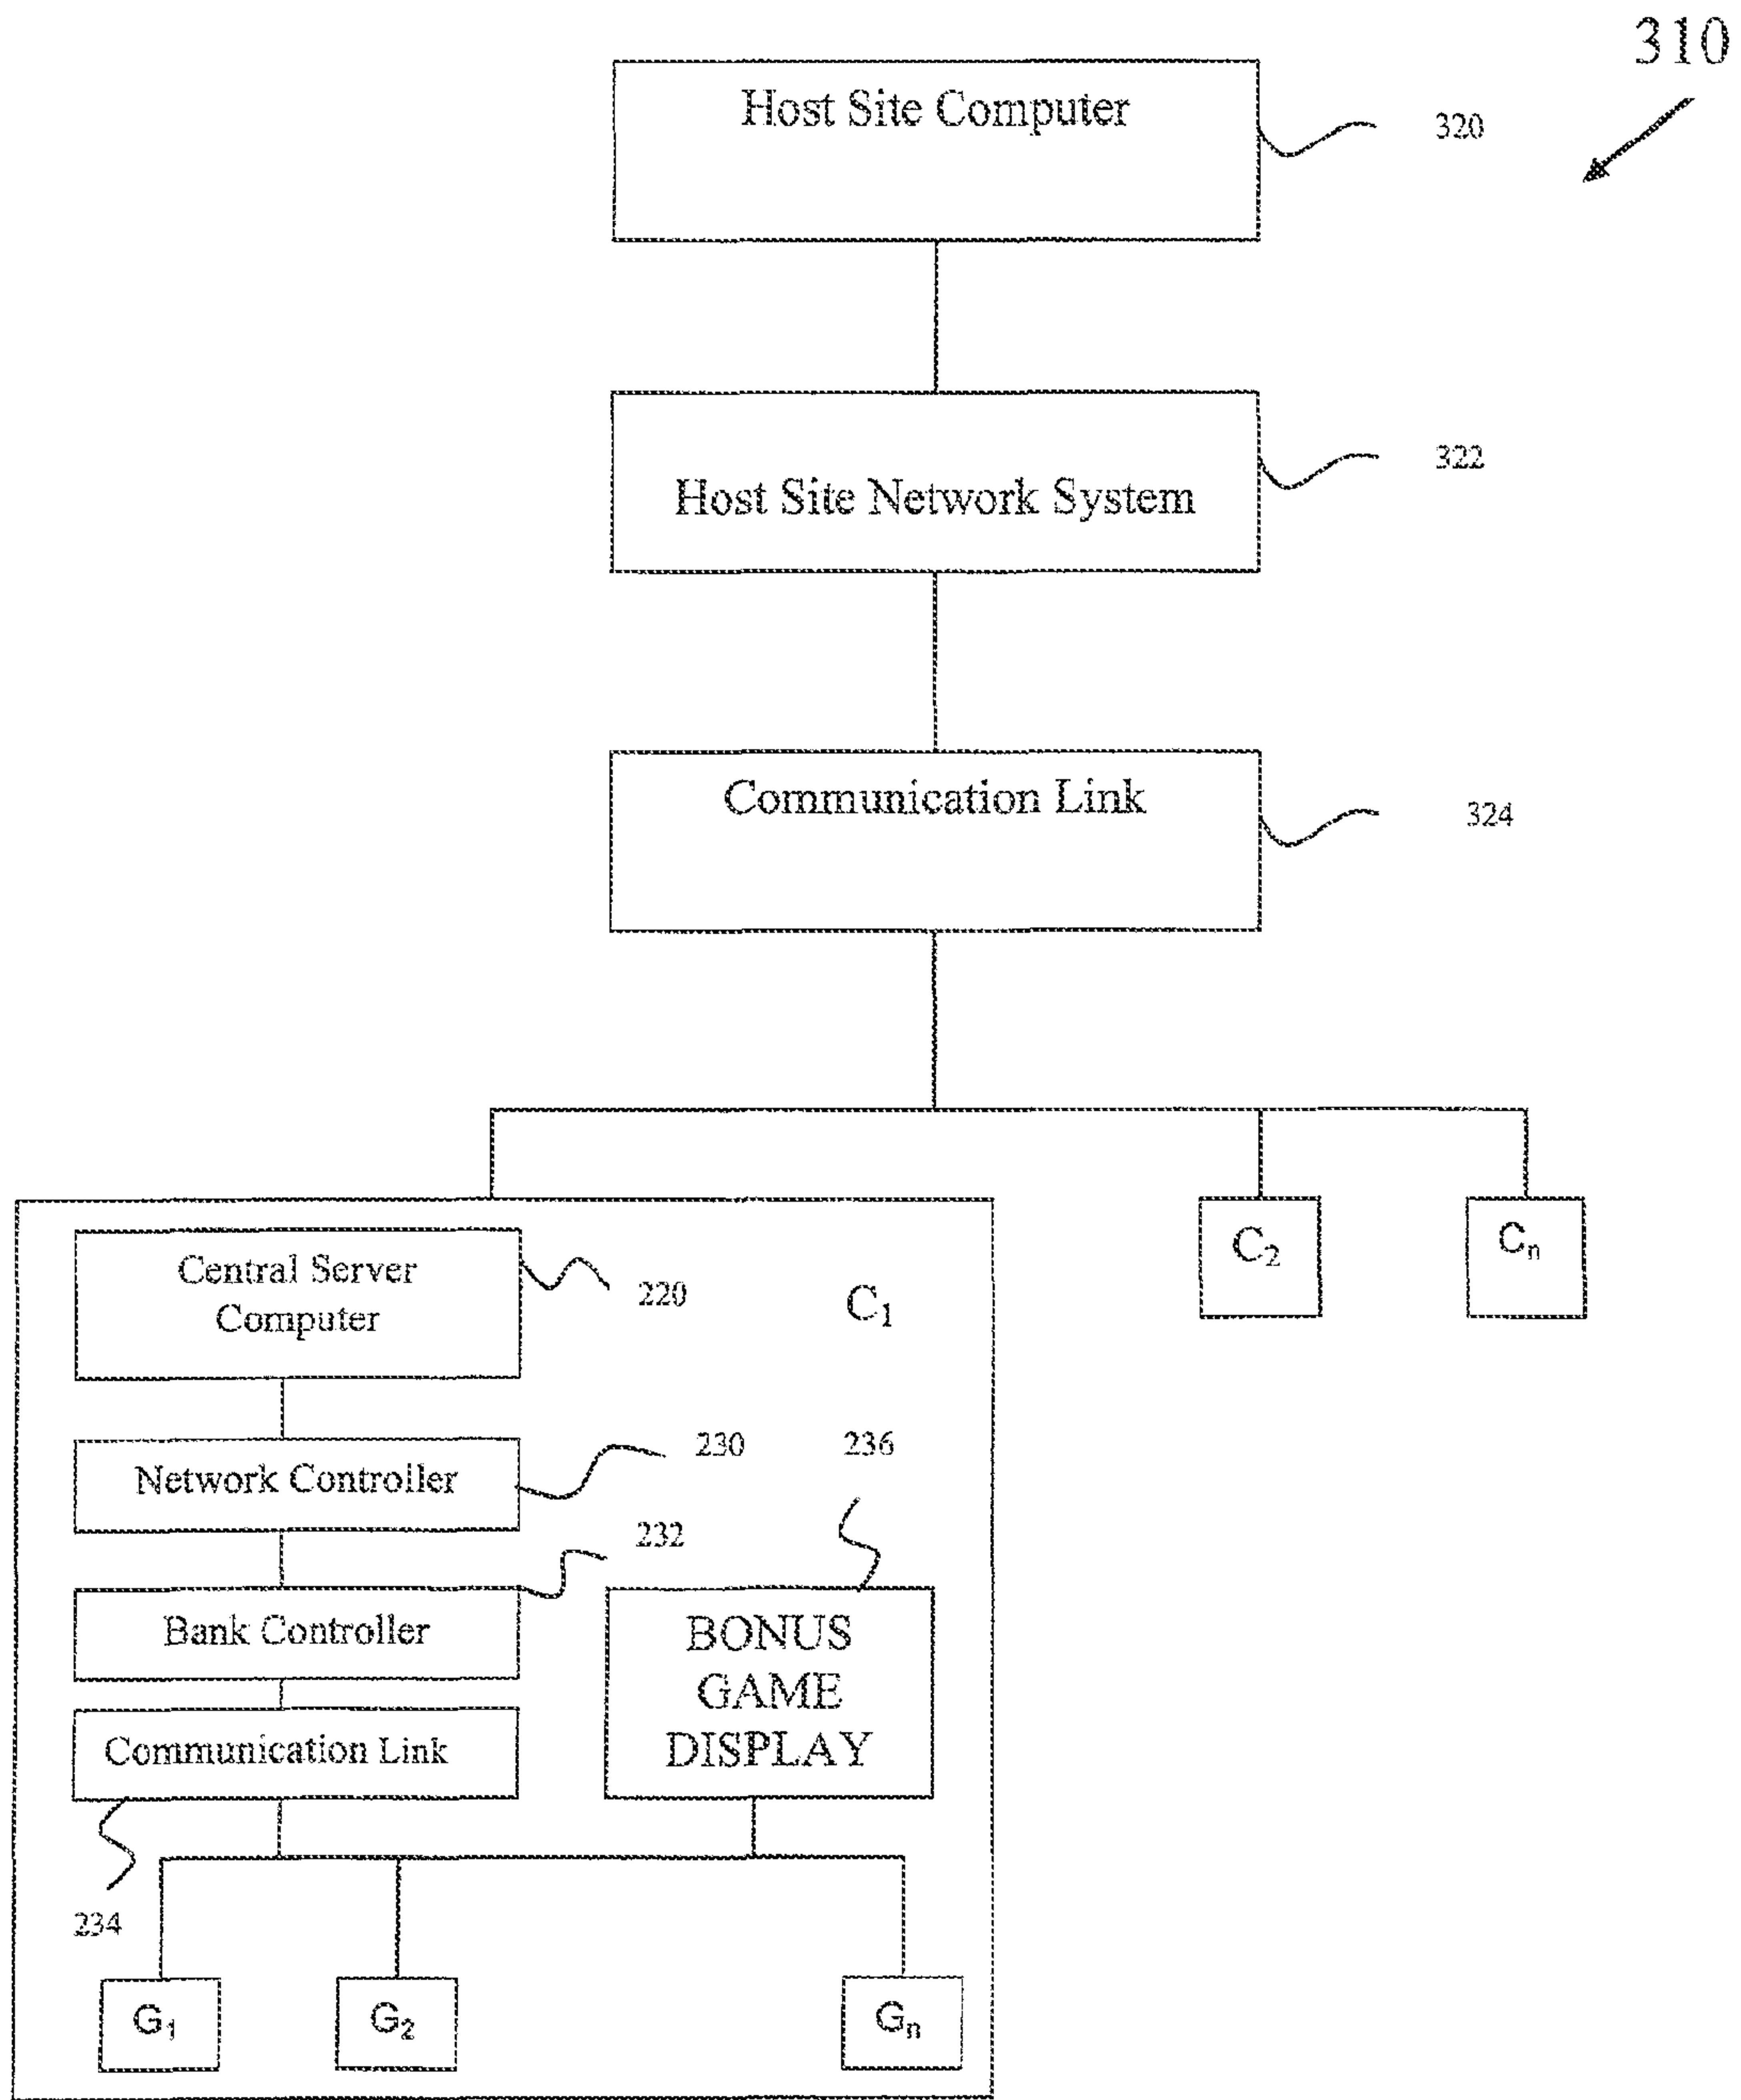 310
Host Site Computer
320
Host Site Network System
322
Communication Link
324
Central Server
Computer
220
C₁
C₂
Cₙ
Network Controller
230
236
232
Bank Controller
BONUS
GAME
DISPLAY
Communication Link
234
G₁
G₂
Gₙ